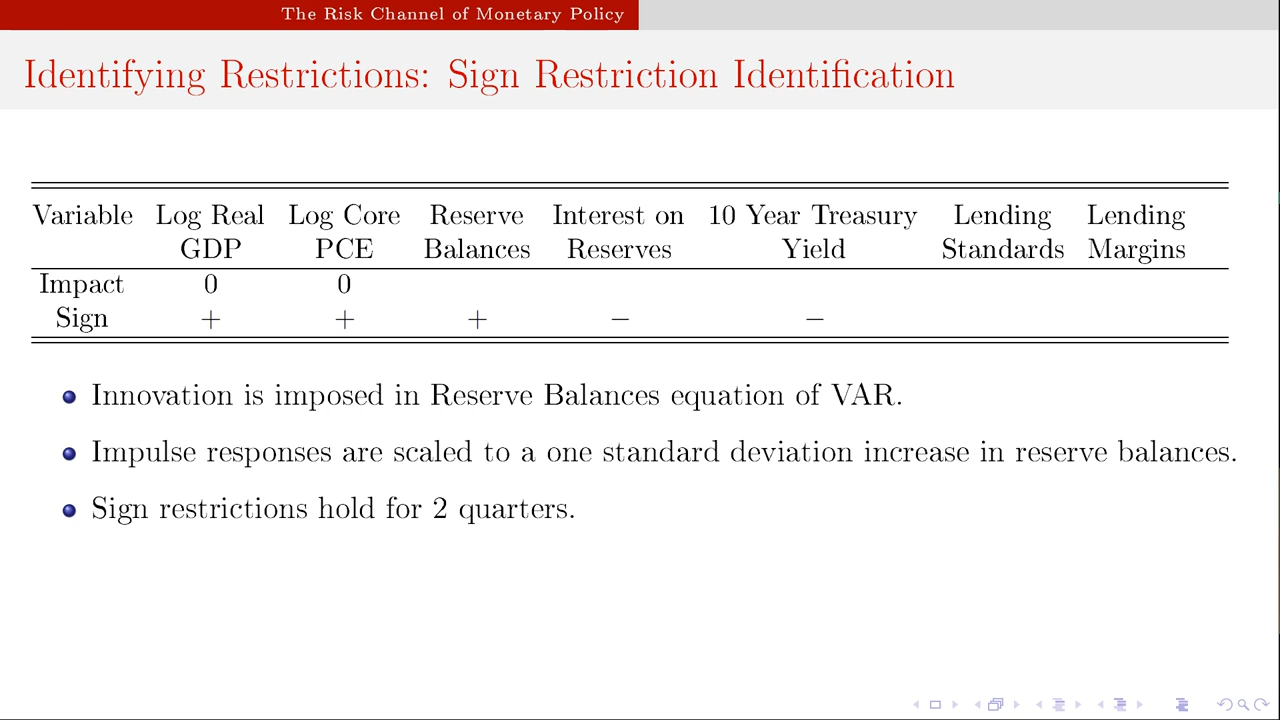 The Risk Channel of Monetary Policy
Identifying Restrictions: Sign Restriction Identification
Variable Log Real Log Core Reserve Interest on 10 Year Treasury Lending Lending
GDP PCE Balances Reserves Yield Standards Margins
Impact 0 0
Sign + + + − −
Innovation is imposed in Reserve Balances equation of VAR.
Impulse responses are scaled to a one standard deviation increase in reserve balances.
Sign restrictions hold for 2 quarters.